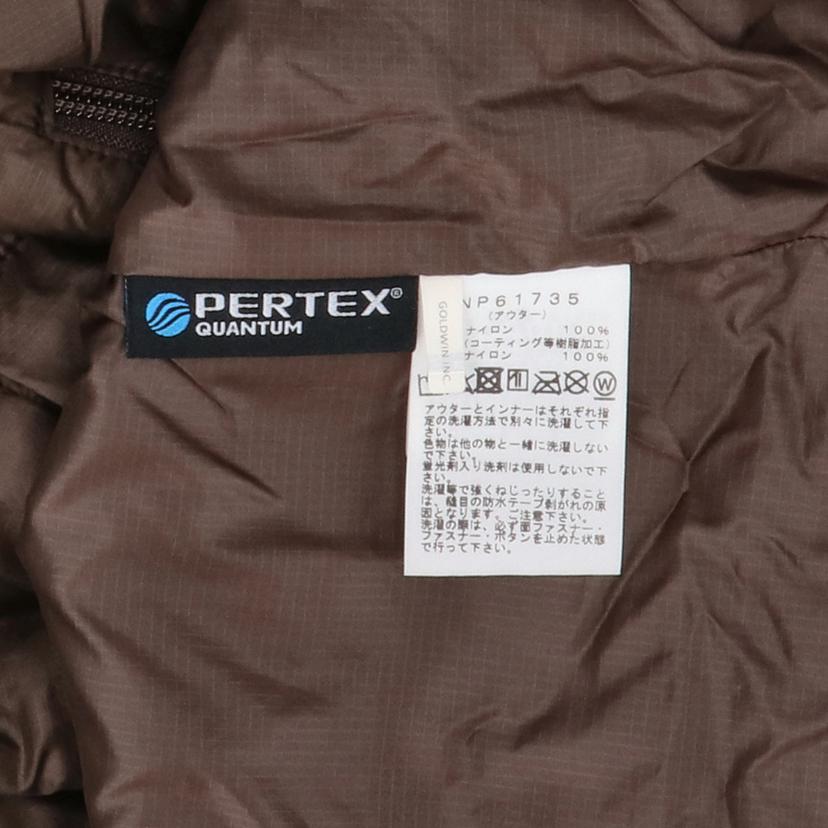 PERTEX®
QUANTUM
GOLDWIN INC.
NP61735
(アウター)
ナイロン 100%
(コーティング等樹脂加工)
ナイロン 100%
W
アウターとインナーはそれぞれ指
定の洗濯方法で別々に洗濯して下
さい。
色物は他の物と一緒に洗濯しない
で下さい。
蛍光剤入り洗剤は使用しないで下
さい。
洗濯等で強くねじったりすること
は、縫目の防水テープ剥がれの原
因となります。ご注意下さい。
洗濯の際は、必ず面ファスナー・
ファスナー・ボタンを止めた状態
で行って下さい。